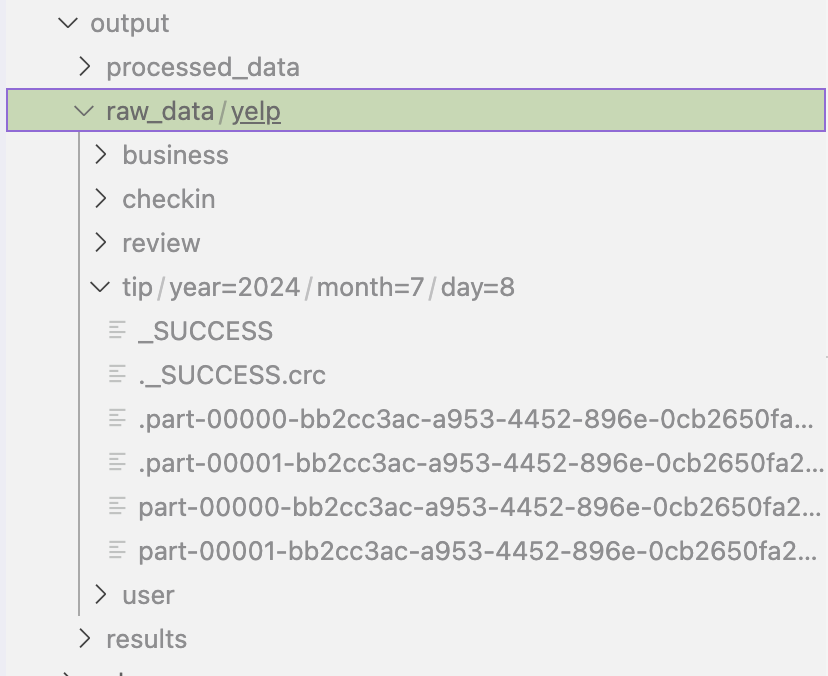 output
processed_data
raw_data/yelp
business
checkin
review
tip/year=2024/month=7/day=8
_SUCCESS
._SUCCESS.crc
.part-00000-bb2cc3ac-a953-4452-896e-0cb2650fa...
.part-00001-bb2cc3ac-a953-4452-896e-0cb2650fa2...
part-00000-bb2cc3ac-a953-4452-896e-0cb2650fa2...
part-00001-bb2cc3ac-a953-4452-896e-0cb2650fa2...
user
results